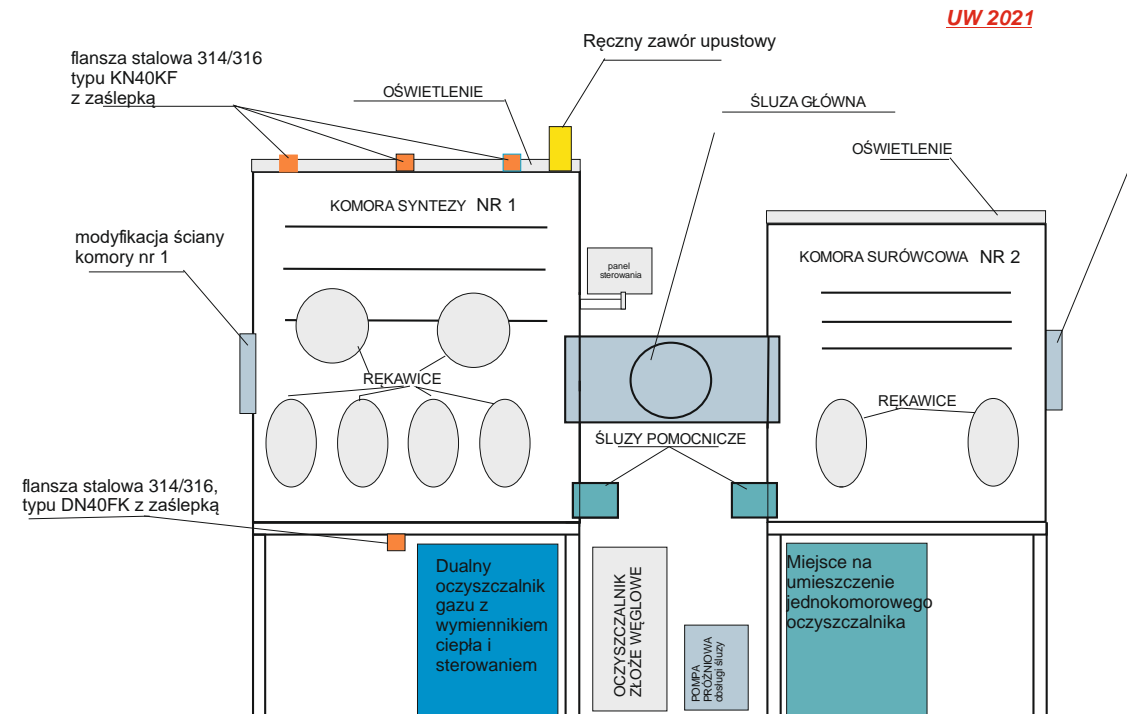 UW 2021
Ręczny zawór upustowy
flansza stalowa 314/316
typu KN40KF
z zaślepką
OŚWIETLENIE
ŚLUZA GŁÓWNA
OŚWIETLENIE
KOMORA SYNTEZY NR 1
modyfikacja ściany
komory nr 1
panel
sterowania
KOMORA SURÓWCOWA NR 2
RĘKAWICE
RĘKAWICE
ŚLUZY POMOCNICZE
flansza stalowa 314/316,
typu DN40FK z zaślepką
Dualny
oczyszczalnik
gazu z
wymiennikiem
ciepła i
sterowaniem
OCZYSZCZALNIK
ZŁOŻE WĘGLOWE
POMPA
PRÓŻNIOWA
obsługi śluzy
Miejsce na
umieszczenie
jednokomorowego
oczyszczalnika